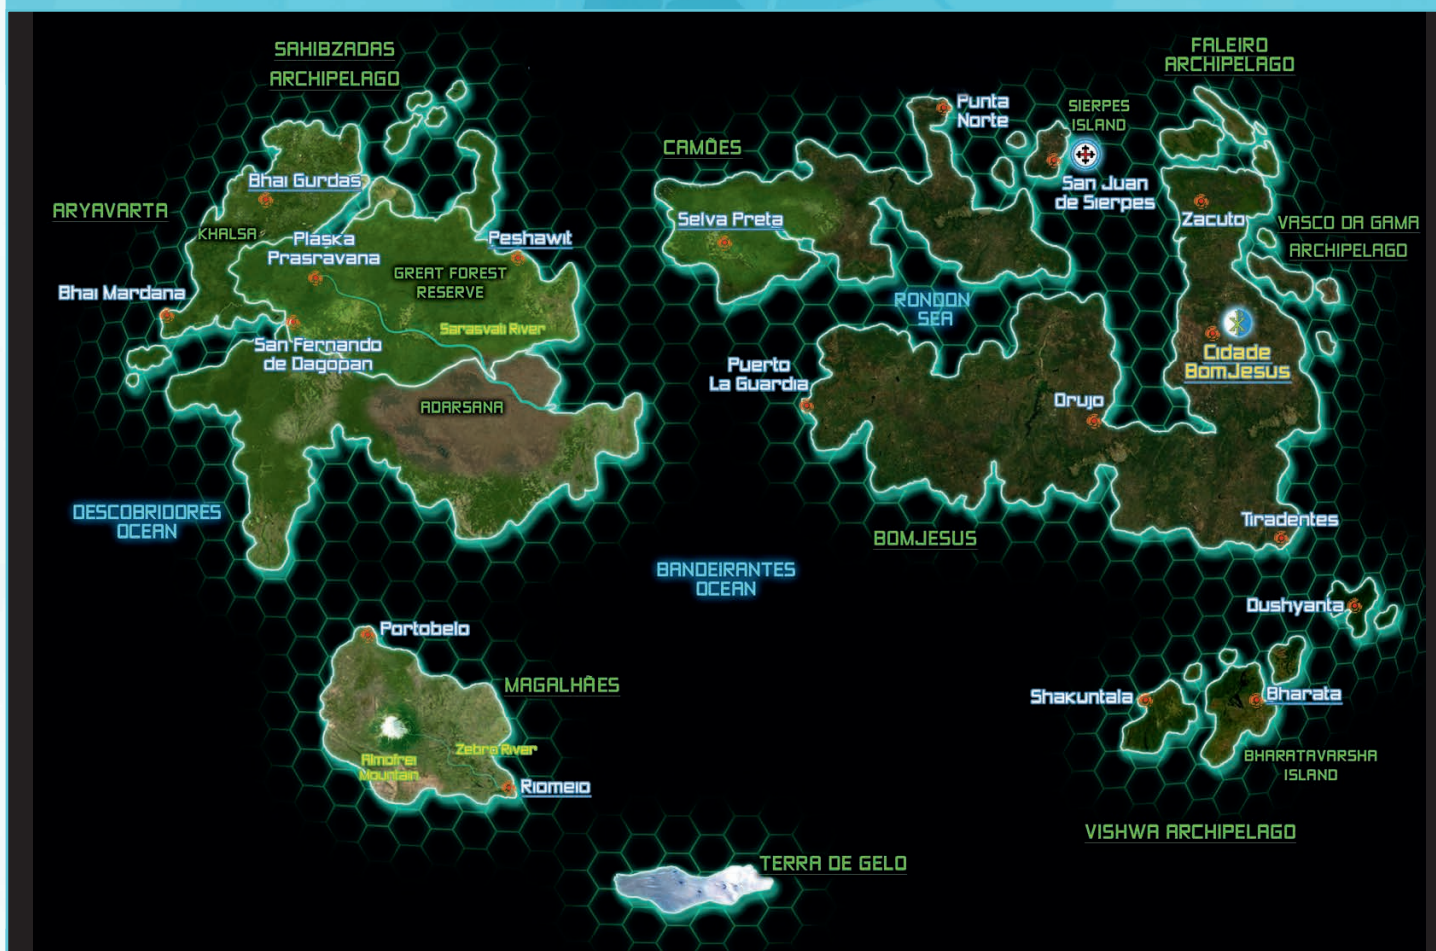 SAHIBZADAS
ARCHIPELAGO
FALEIRO
ARCHIPELAGO
Punta
Norte
SIERPES
ISLAND
CAMÕES
Bhai Gurdas
San Juan
de Sierpes
ARYAVARTA
KHALSA
Selva Preta
Zacuto
VASCO DA GAMA
ARCHIPELAGO
Plaska
Prasravana
Peshawit
GREAT FOREST
RESERVE
Bhai Mardana
RONDON
SEA
Sarasvati River
San Fernando
de Dagopan
Cidade
BomJesus
Puerto
La Guardia
ADARSANA
Orujo
DESCOBRIDORES
OCEAN
Tiradentes
BOMJESUS
BANDEIRANTES
OCEAN
Dushyanta
Portobelo
MAGALHÃES
Shakuntala
Bharata
Zebro River
Almofrei
Mountain
BHARATAVARSHA
ISLAND
Riomeio
VISHWA ARCHIPELAGO
TERRA DE GELO